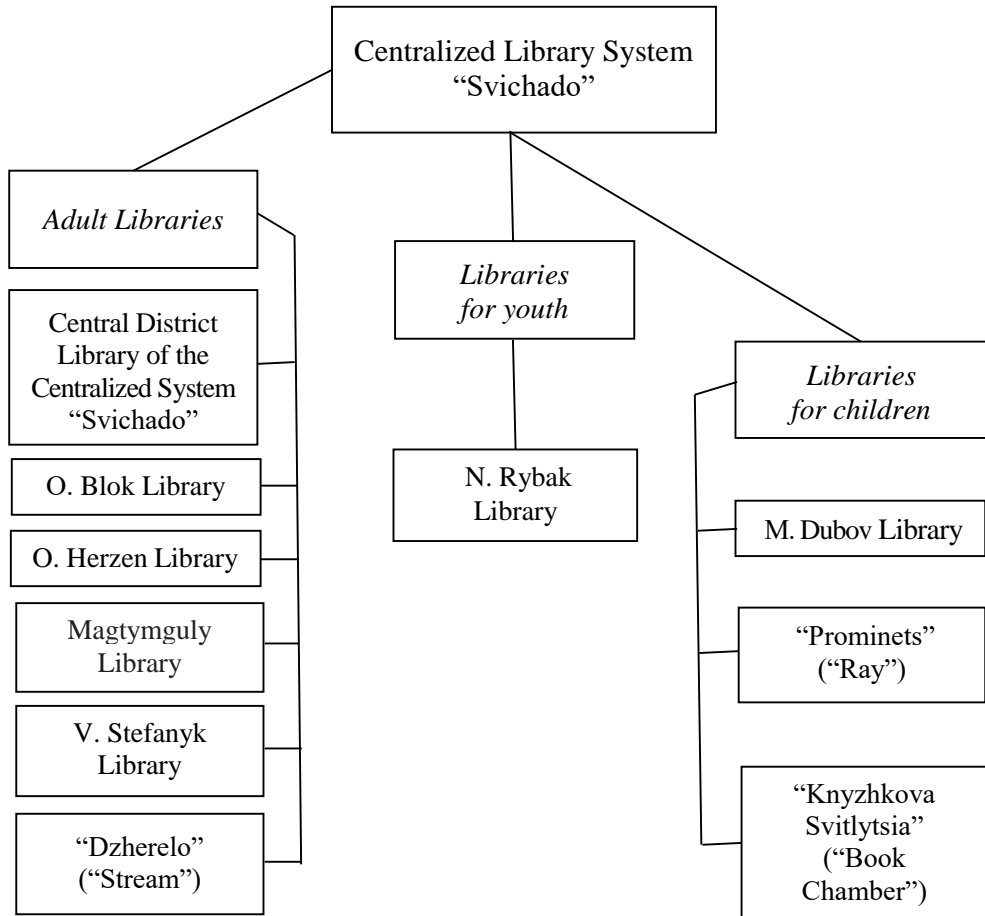 Centralized Library System
“Svichado”
Adult Libraries
Central District
Library of the
Centralized System
“Svichado”
O. Blok Library
O. Herzen Library
Magtymguly
Library
V. Stefanyk
Library
“Dzherelo”
(“Stream”)
Libraries
for youth
N. Rybak
Library
Libraries
for children
M. Dubov Library
“Prominets”
(“Ray”)
“Knyzhkova
Svitlytsia”
(“Book
Chamber”)